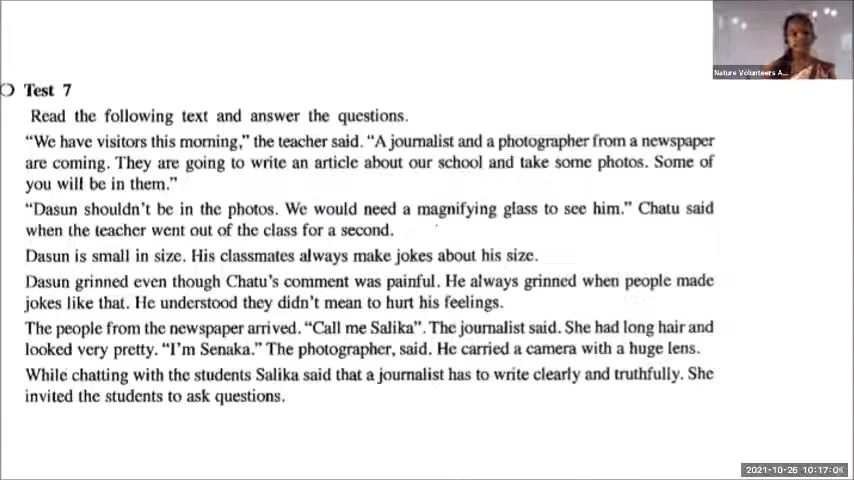 Test 7
Read the following text and answer the questions.
“We have visitors this morning,” the teacher said. “A journalist and a photographer from a newspaper
are coming. They are going to write an article about our school and take some photos. Some of
you will be in them.”
“Dasun shouldn’t be in the photos. We would need a magnifying glass to see him.” Chatu said
when the teacher went out of the class for a second.
Dasun is small in size. His classmates always make jokes about his size.
Dasun grinned even though Chatu’s comment was painful. He always grinned when people made
jokes like that. He understood they didn’t mean to hurt his feelings.
The people from the newspaper arrived. “Call me Salika”. The journalist said. She had long hair and
looked very pretty. “I’m Senaka.” The photographer, said. He carried a camera with a huge lens.
While chatting with the students Salika said that a journalist has to write clearly and truthfully. She
invited the students to ask questions.
Nature Volunteers A...
2021-10-26 10:17:04